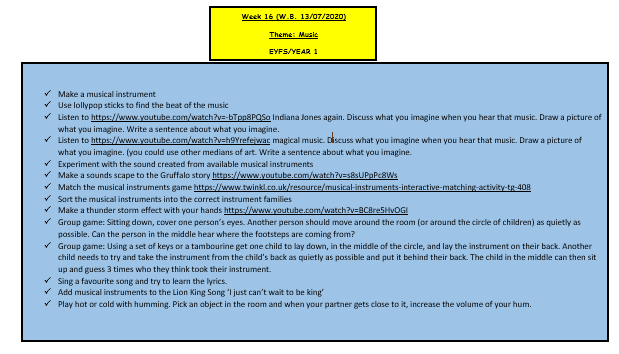 Week 16 (W.B. 13/07/2020)
Theme: Music
EYFS/YEAR 1
✓ Make a musical instrument
✓ Use lollypop sticks to find the beat of the music
✓ Listen to https://www.youtube.com/watch?v=-bTpp8PQSo Indiana Jones again. Discuss what you imagine when you hear that music. Draw a picture of
what you imagine. Write a sentence about what you imagine.
✓ Listen to https://www.youtube.com/watch?v=h9Yrefejwac magical music. Discuss what you imagine when you hear that music. Draw a picture of
what you imagine. (you could use other medians of art. Write a sentence about what you imagine.
✓ Experiment with the sound created from available musical instruments
✓ Make a sounds scape to the Gruffalo story https://www.youtube.com/watch?v=s8sUPpPc8Ws
✓ Match the musical instruments game https://www.twinkl.co.uk/resource/musical-instruments-interactive-matching-activity-tg-408
✓ Sort the musical instruments into the correct instrument families
✓ Make a thunder storm effect with your hands https://www.youtube.com/watch?v=BC8re5HvOGI
✓ Group game: Sitting down, cover one person's eyes. Another person should move around the room (or around the circle of children) as quietly as
possible. Can the person in the middle hear where the footsteps are coming from?
✓ Group game: Using a set of keys or a tambourine get one child to lay down, in the middle of the circle, and lay the instrument on their back. Another
child needs to try and take the instrument from the child's back as quietly as possible and put it behind their back. The child in the middle can then sit
up and guess 3 times who they think took their instrument.
✓ Sing a favourite song and try to learn the lyrics.
✓ Add musical instruments to the Lion King Song 'I just can't wait to be king'
✓ Play hot or cold with humming. Pick an object in the room and when your partner gets close to it, increase the volume of your hum.